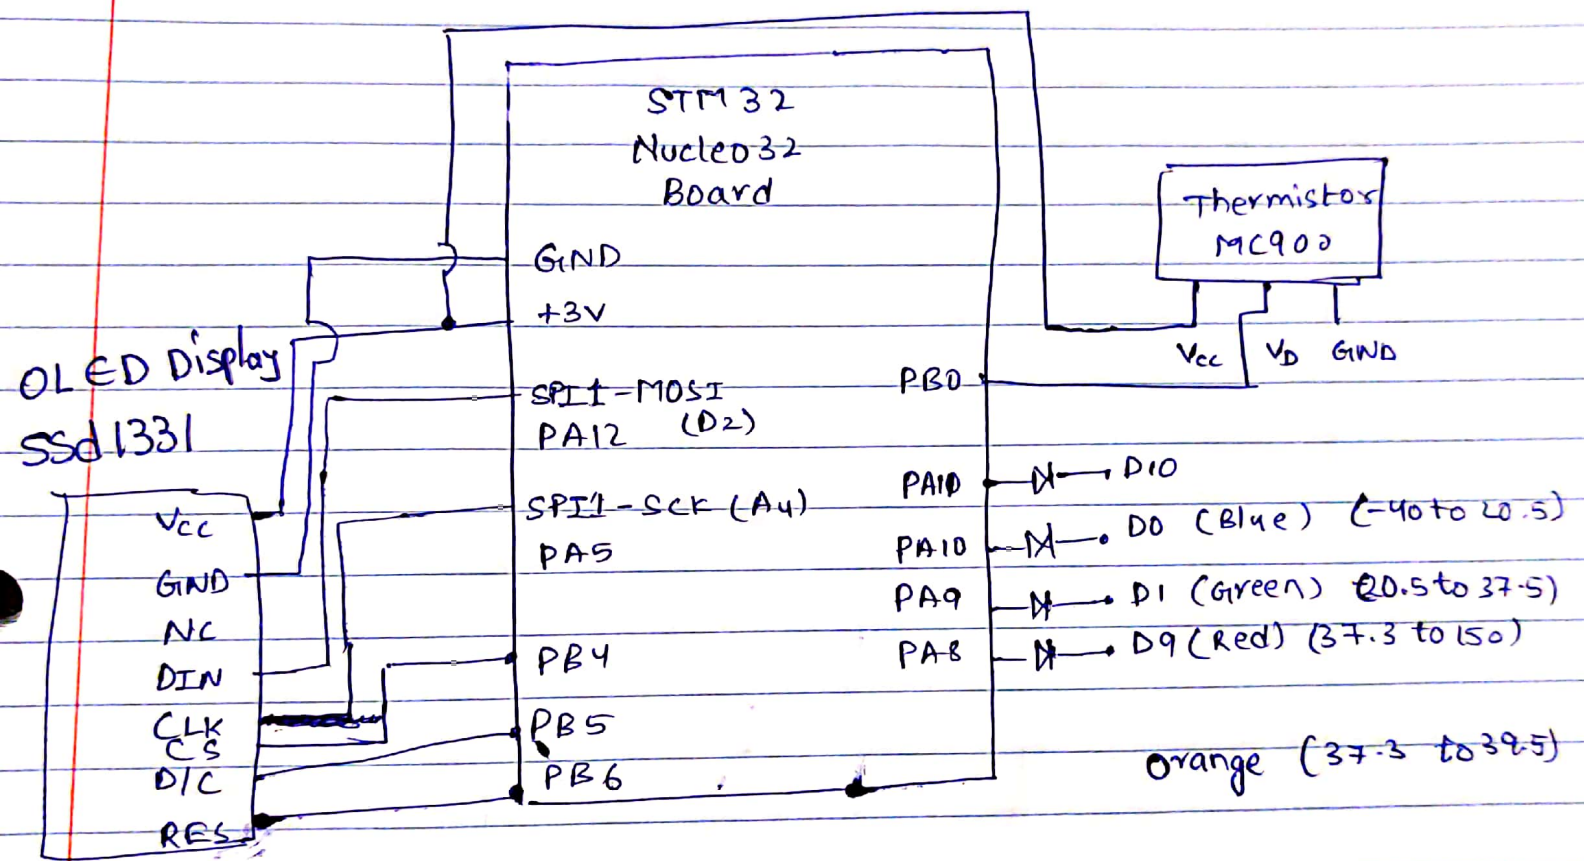 STM32
Nucleo32
Board
GND
+3V
SPI1-MOSI
PA12 (D2)
SPI1-SCK (A4)
PA5
PB4
PB5
PB6
PB0
PA10
PA10
PA9
PA8
Thermistor
MC900
Vcc VD GND
D10
D0 (Blue) (-40 to 20.5)
D1 (Green) (20.5 to 37.5)
D9 (Red) (37.3 to 150)
Orange (37.3 to 39.5)
OLED Display
SSd1331
Vcc
GND
NC
DIN
CLK
CS
D/C
RES